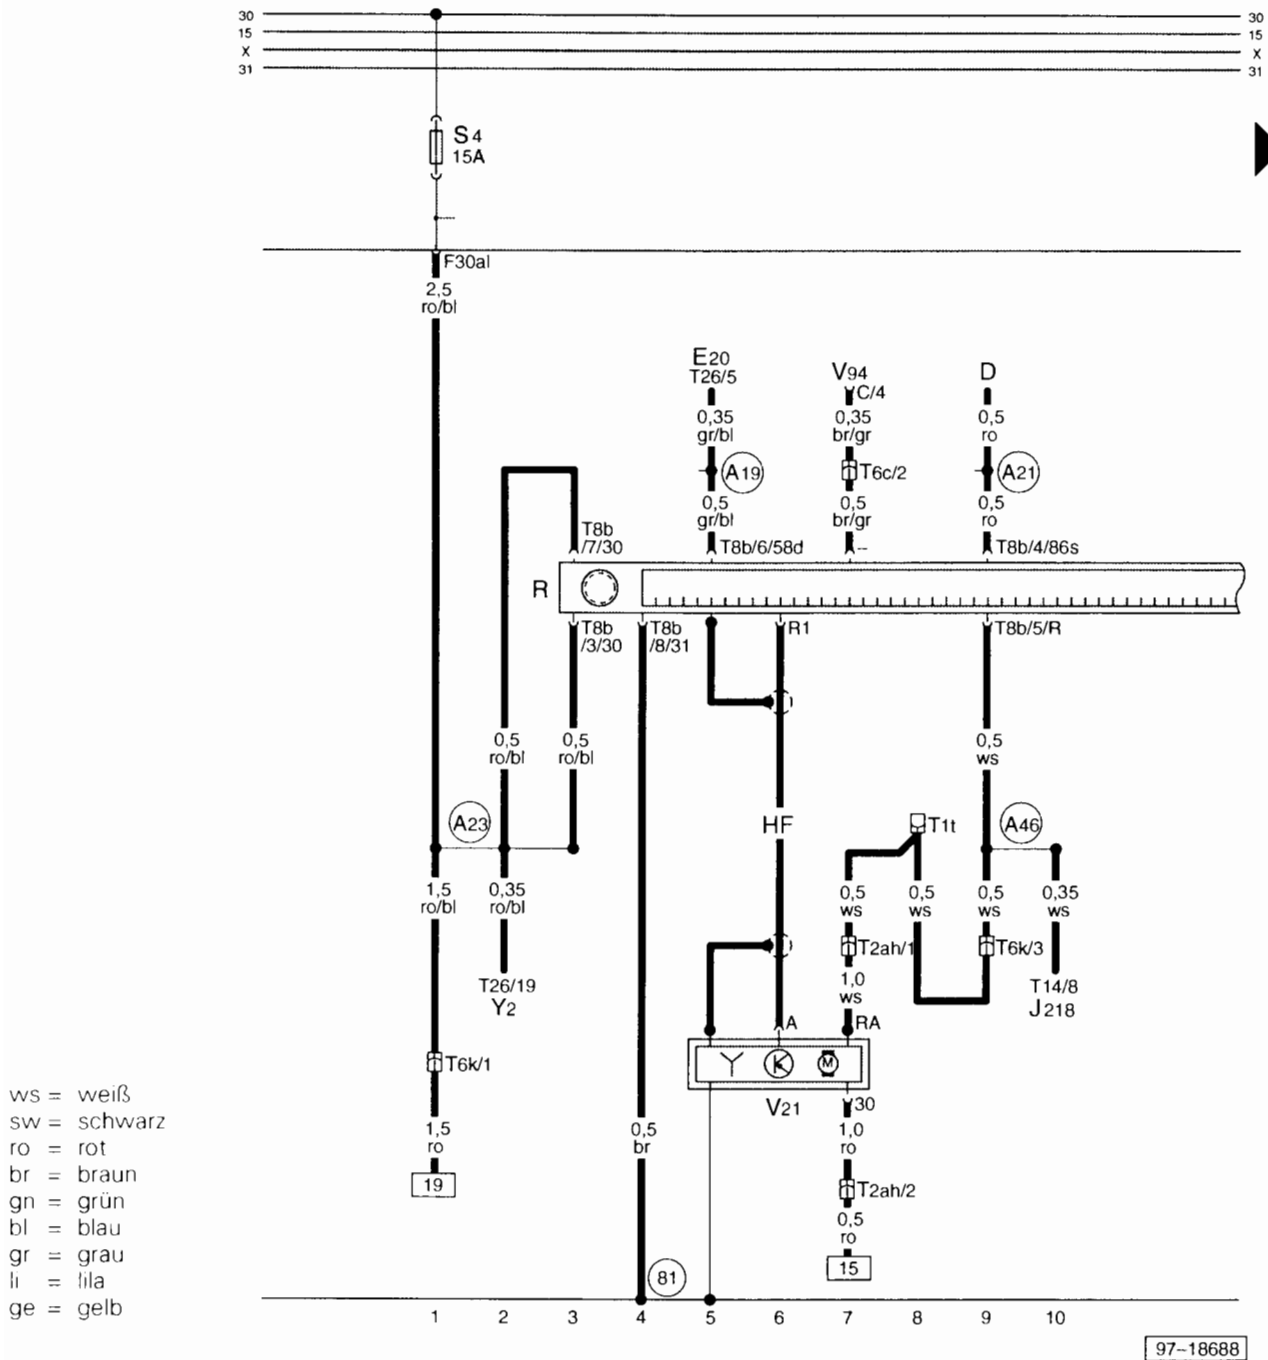 30 30
15 15
X X
31 31
S4
15A
F30al
2,5
ro/bl
E20
T26/5
V94
C/4
D
0,35
gr/bl
0,35
br/gr
0,5
ro
A19
T6c/2
A21
0,5
gr/bl
0,5
br/gr
0,5
ro
T8b
/7/30
T8b/6/58d
--
T8b/4/86s
R
T8b
/3/30
T8b
/8/31
R1
T8b/5/R
0,5
ro/bl
0,5
ro/bl
0,5
ws
A23
HF
T1t
A46
1,5
ro/bl
0,35
ro/bl
0,5
ws
0,5
ws
0,5
ws
0,35
ws
T2ah/1
T6k/3
T26/19
Y2
1,0
ws
T14/8
J218
A
RA
T6k/1
M
V21
30
1,5
ro
0,5
br
1,0
ro
19
T2ah/2
0,5
ro
81
15
ws = weiß
sw = schwarz
ro = rot
br = braun
gn = grün
bl = blau
gr = grau
li = lila
ge = gelb
1 2 3 4 5 6 7 8 9 10
97-18688